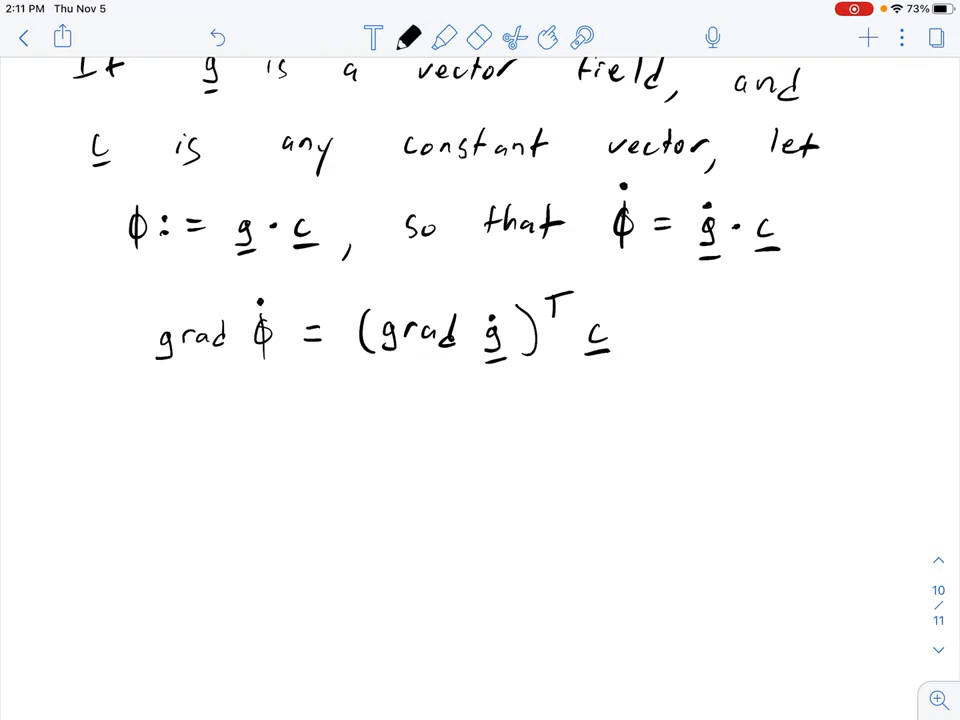 2:11 PM Thu Nov 5
73%
T
If g is a vector field, and
c is any constant vector, let
ϕ := g · c, so that ϕ̇ = ġ · c
grad ϕ̇ = (grad ġ)ᵀ c
10
/
11